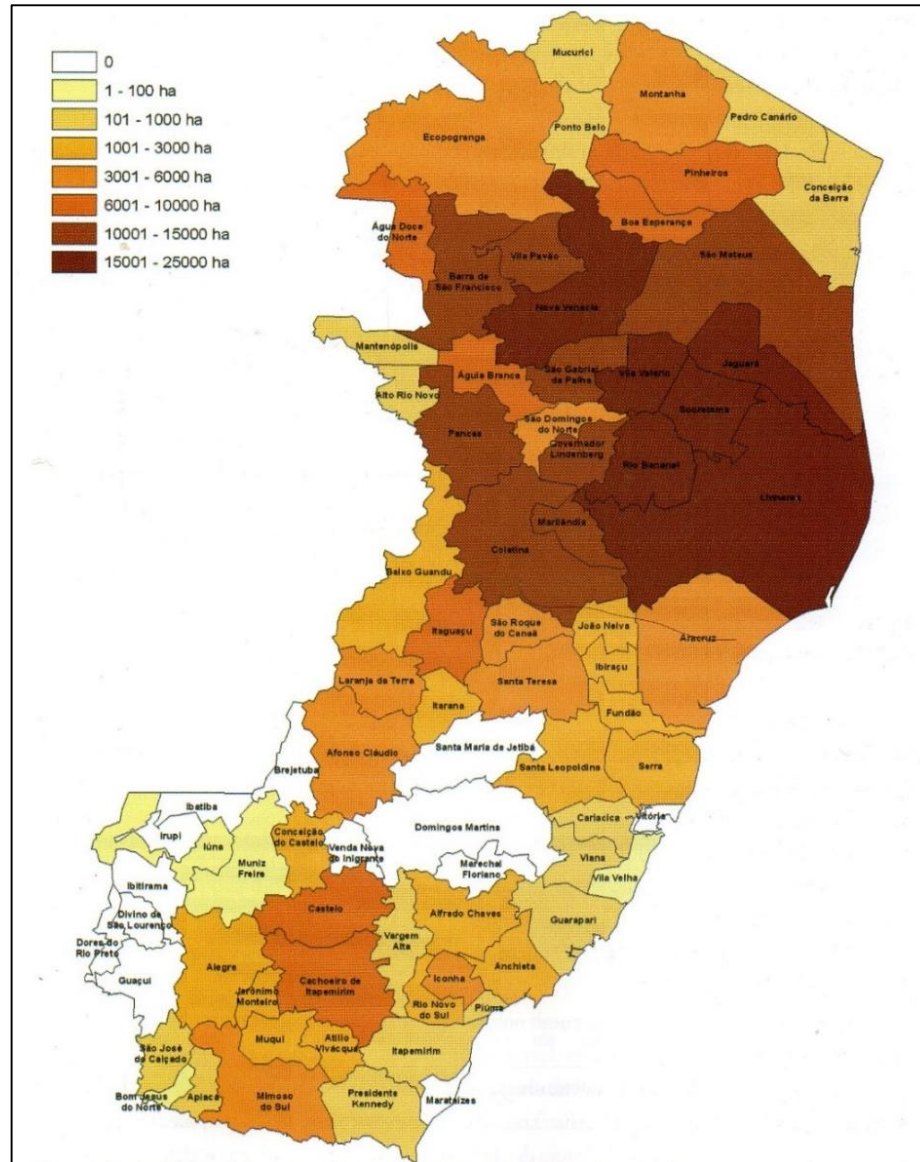 0
1 - 100 ha
101 - 1000 ha
1001 - 3000 ha
3001 - 6000 ha
6001 - 10000 ha
10001 - 15000 ha
15001 - 25000 ha
Mucurici
Montanha
Pedro Canário
Ecopogranga
Ponto Belo
Pinheiros
Conceição
da Barra
Água Doce
do Norte
Boa Esperança
Vila Pavão
São Mateus
Barra de
São Francisco
Nova Venecia
Mantenópolis
Jaguaré
Águia Branca
São Gabriel
da Palha
Vila Valério
Alto Rio Novo
Sooretama
São Domingos
do Norte
Pancas
Governador
Lindenberg
Rio Bananal
Linhares
Marilândia
Colatina
Baixo Guandu
Itaguaçu
São Roque
do Canaã
João Neiva
Aracruz
Ibiraçu
Laranja da Terra
Santa Teresa
Itarana
Fundão
Afonso Cláudio
Santa Maria de Jetibá
Brejetuba
Santa Leopoldina
Serra
Ibatiba
Irupi
Iúna
Conceição
do Castelo
Venda Nova
do Inigrante
Domingos Martins
Cariacica
Vitória
Muniz
Freire
Marechal
Floriano
Viana
Vila Velha
Ibitirama
Castelo
Divino de
São Lourenço
Alfredo Chaves
Guarapari
Vargem
Alta
Dores do
Rio Preto
Alegre
Anchieta
Guaçuí
Cachoeiro de
Itapemirim
Iconha
Jerônimo
Monteiro
Rio Novo
do Sul
Piúma
Muqui
Atilio
Vivácqua
São José
do Calçado
Itapemirim
Bom Jesus
do Norte
Apiaca
Mimoso
do Sul
Presidente
Kennedy
Marataizes